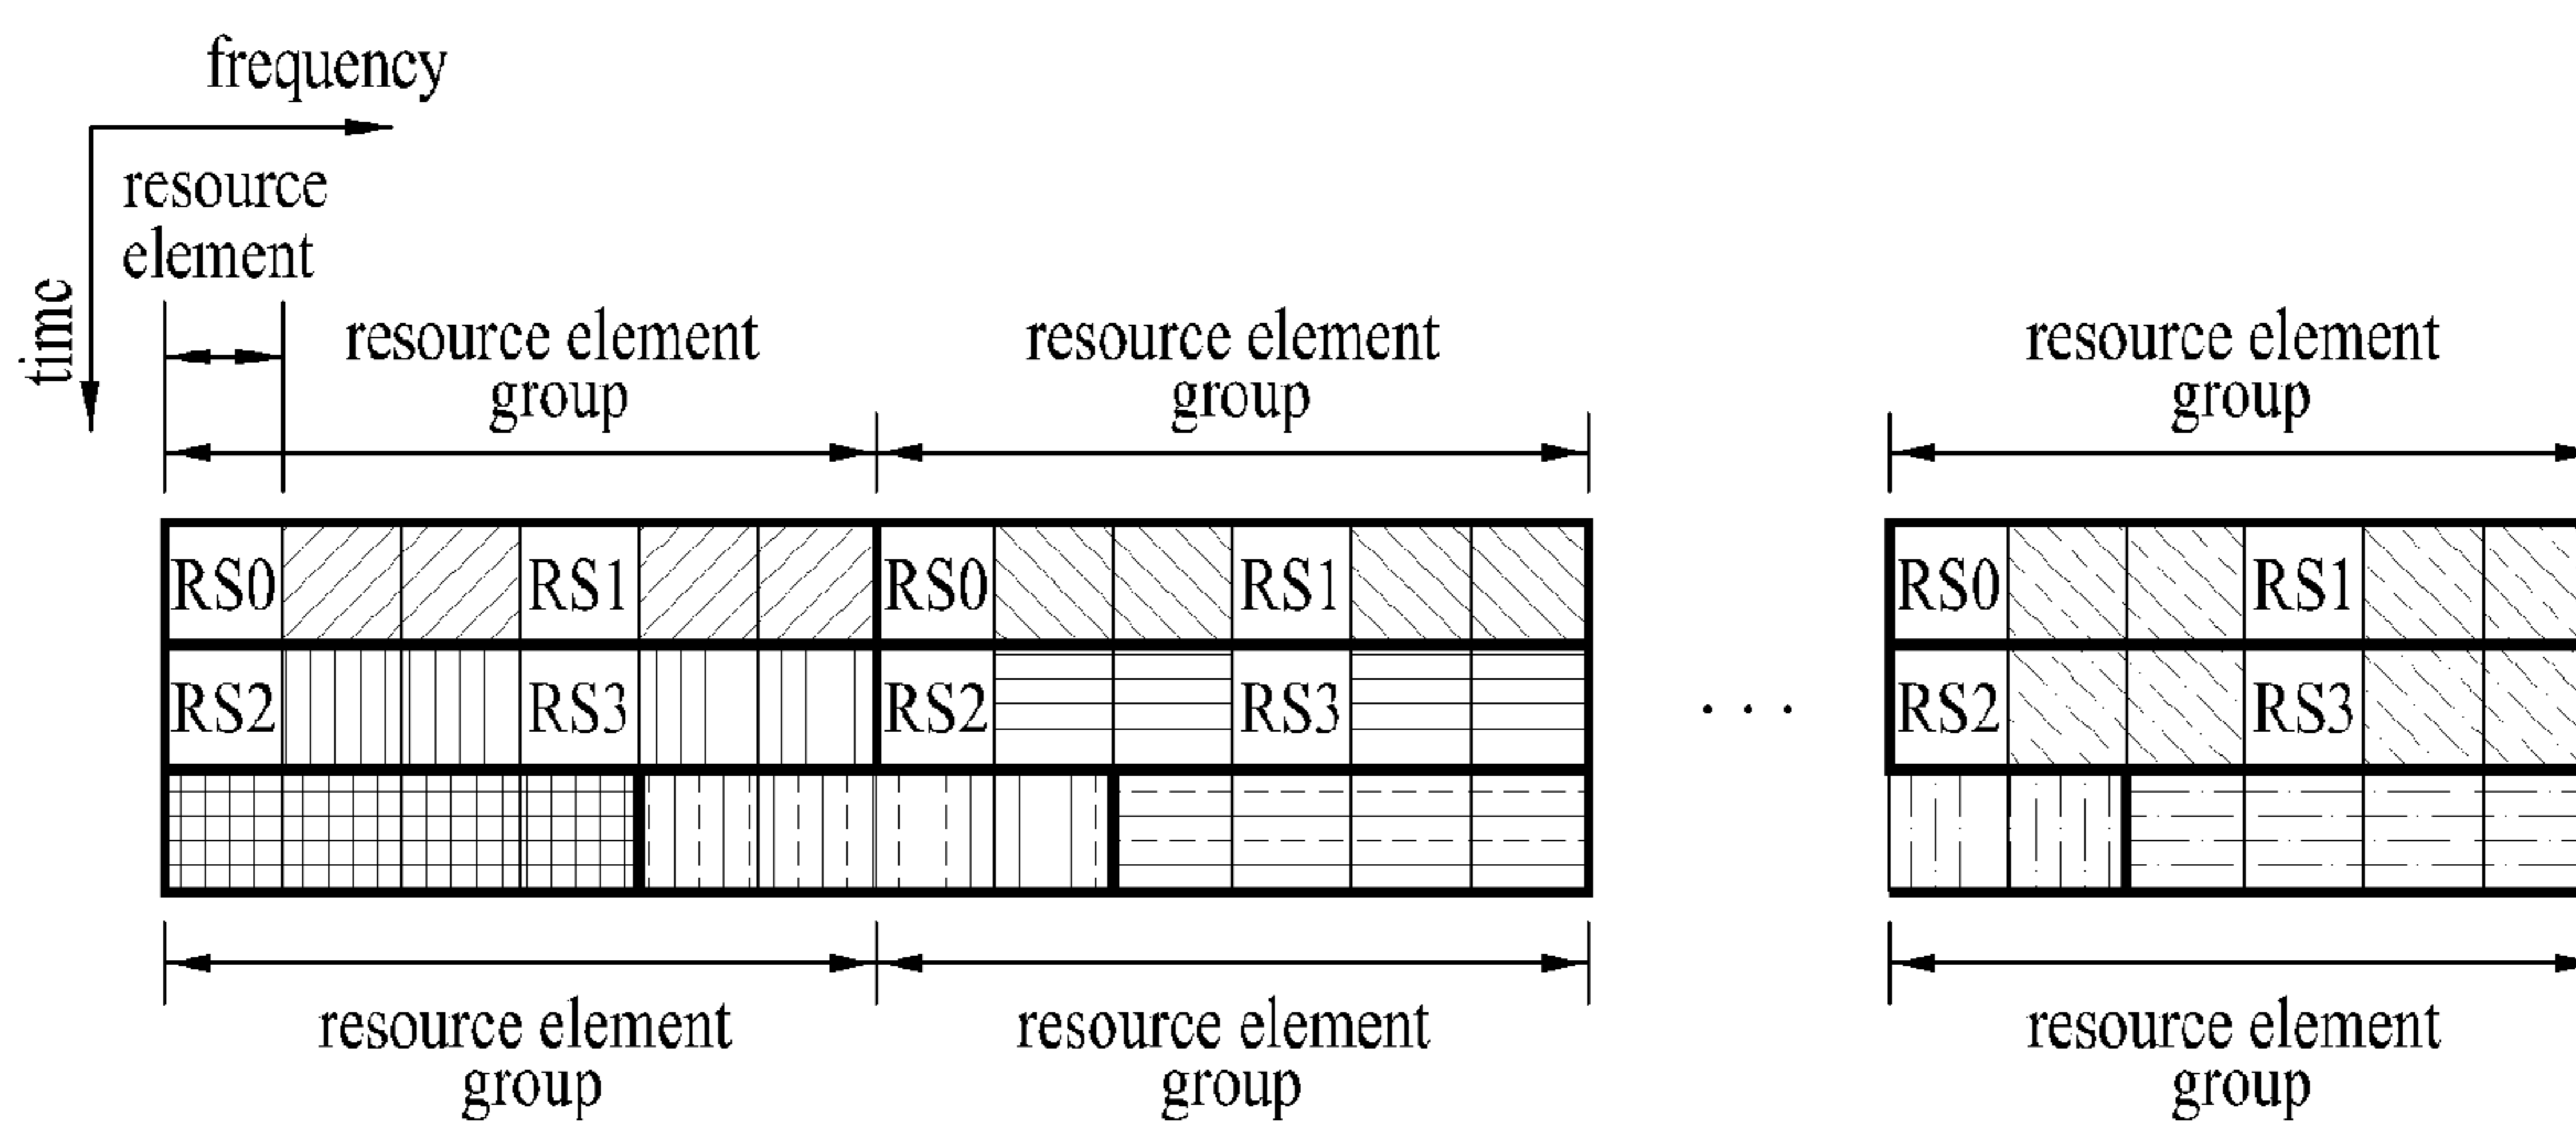 frequency
resource
element
time
resource element
group
resource element
group
resource element
group
RS0 RS1 RS0 RS1 RS0 RS1
RS2 RS3 RS2 RS3 . . . RS2 RS3
resource element
group
resource element
group
resource element
group